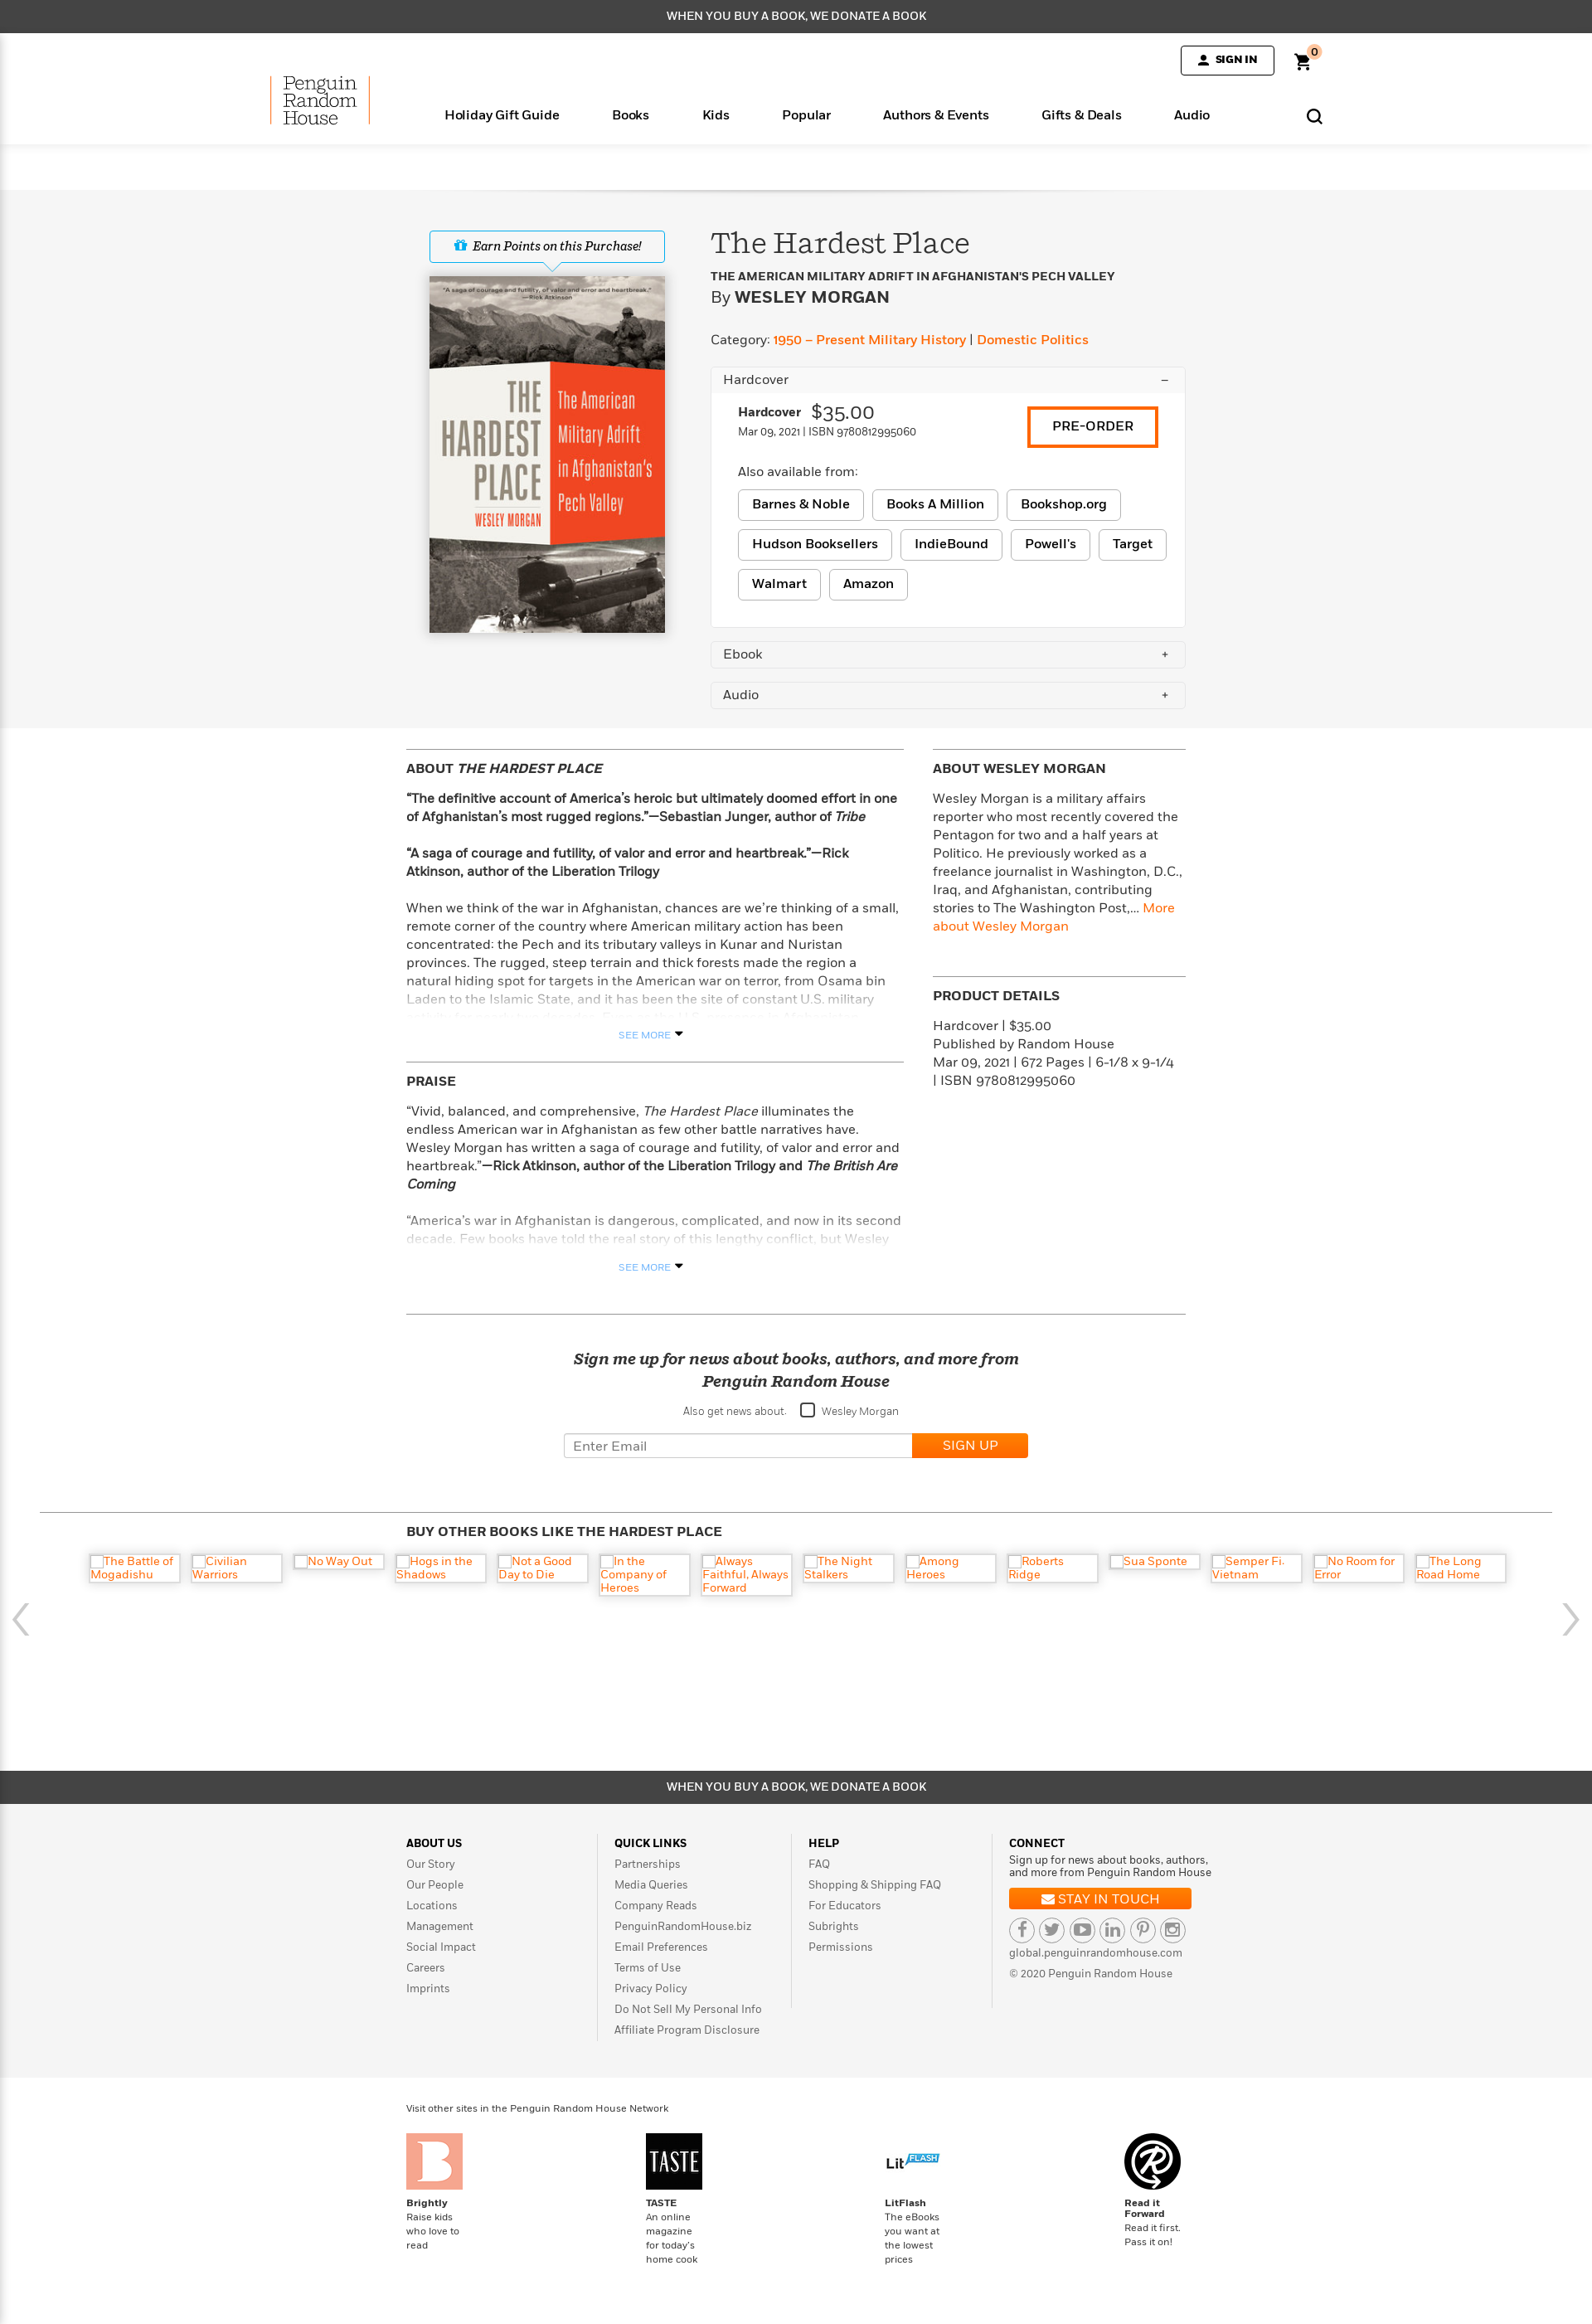 WHEN YOU BUY A BOOK, WE DONATE A BOOK
SIGN IN
0
Penguin
Random
House
Holiday Gift Guide
Books
Kids
Popular
Authors & Events
Gifts & Deals
Audio
Earn Points on this Purchase!
"A saga of courage and futility, of valor and error and heartbreak."
—Rick Atkinson
THE
HARDEST
PLACE
WESLEY MORGAN
The American
Military Adrift
in Afghanistan's
Pech Valley
The Hardest Place
THE AMERICAN MILITARY ADRIFT IN AFGHANISTAN'S PECH VALLEY
By WESLEY MORGAN
Category: 1950 – Present Military History | Domestic Politics
Hardcover –
Hardcover $35.00
Mar 09, 2021 | ISBN 9780812995060
PRE-ORDER
Also available from:
Barnes & Noble
Books A Million
Bookshop.org
Hudson Booksellers
IndieBound
Powell's
Target
Walmart
Amazon
Ebook +
Audio +
ABOUT THE HARDEST PLACE
“The definitive account of America’s heroic but ultimately doomed effort in one
of Afghanistan’s most rugged regions.”—Sebastian Junger, author of Tribe
“A saga of courage and futility, of valor and error and heartbreak.”—Rick
Atkinson, author of the Liberation Trilogy
When we think of the war in Afghanistan, chances are we’re thinking of a small,
remote corner of the country where American military action has been
concentrated: the Pech and its tributary valleys in Kunar and Nuristan
provinces. The rugged, steep terrain and thick forests made the region a
natural hiding spot for targets in the American war on terror, from Osama bin
Laden to the Islamic State, and it has been the site of constant U.S. military
SEE MORE
PRAISE
“Vivid, balanced, and comprehensive, The Hardest Place illuminates the
endless American war in Afghanistan as few other battle narratives have.
Wesley Morgan has written a saga of courage and futility, of valor and error and
heartbreak.”—Rick Atkinson, author of the Liberation Trilogy and The British Are
Coming
“America’s war in Afghanistan is dangerous, complicated, and now in its second
decade. Few books have told the real story of this lengthy conflict, but Wesley
SEE MORE
ABOUT WESLEY MORGAN
Wesley Morgan is a military affairs
reporter who most recently covered the
Pentagon for two and a half years at
Politico. He previously worked as a
freelance journalist in Washington, D.C.,
Iraq, and Afghanistan, contributing
stories to The Washington Post,... More
about Wesley Morgan
PRODUCT DETAILS
Hardcover | $35.00
Published by Random House
Mar 09, 2021 | 672 Pages | 6-1/8 x 9-1/4
| ISBN 9780812995060
Sign me up for news about books, authors, and more from
Penguin Random House
Also get news about: Wesley Morgan
Enter Email
SIGN UP
BUY OTHER BOOKS LIKE THE HARDEST PLACE
The Battle of
Mogadishu
Civilian
Warriors
No Way Out
Hogs in the
Shadows
Not a Good
Day to Die
In the
Company of
Heroes
Always
Faithful, Always
Forward
The Night
Stalkers
Among
Heroes
Roberts
Ridge
Sua Sponte
Semper Fi:
Vietnam
No Room for
Error
The Long
Road Home
WHEN YOU BUY A BOOK, WE DONATE A BOOK
ABOUT US
Our Story
Our People
Locations
Management
Social Impact
Careers
Imprints
QUICK LINKS
Partnerships
Media Queries
Company Reads
PenguinRandomHouse.biz
Email Preferences
Terms of Use
Privacy Policy
Do Not Sell My Personal Info
Affiliate Program Disclosure
HELP
FAQ
Shopping & Shipping FAQ
For Educators
Subrights
Permissions
CONNECT
Sign up for news about books, authors,
and more from Penguin Random House
STAY IN TOUCH
global.penguinrandomhouse.com
© 2020 Penguin Random House
Visit other sites in the Penguin Random House Network
B
Brightly
Raise kids
who love to
read
TASTE
TASTE
An online
magazine
for today's
home cook
Lit FLASH
LitFlash
The eBooks
you want at
the lowest
prices
R
Read it
Forward
Read it first.
Pass it on!